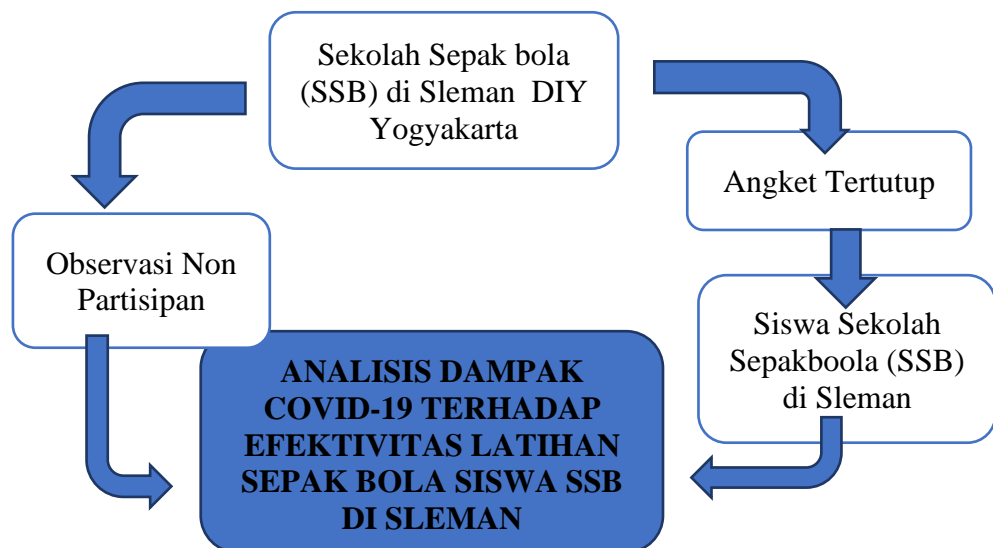 Sekolah Sepak bola
(SSB) di Sleman DIY
Yogyakarta
Angket Tertutup
Observasi Non
Partisipan
Siswa Sekolah
Sepakboola (SSB)
di Sleman
ANALISIS DAMPAK
COVID-19 TERHADAP
EFEKTIVITAS LATIHAN
SEPAK BOLA SISWA SSB
DI SLEMAN